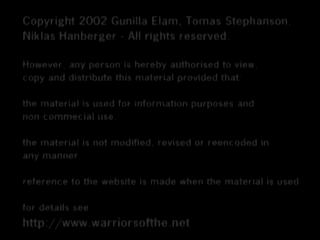 Copyright 2002 Gunilla Elam, Tomas Stephanson,
Niklas Hanberger - All rights reserved.
However, any person is hereby authorised to view,
copy and distribute this material provided that
the material is used for information purposes and
non commecial use
the material is not modified, revised or reencoded in
any manner
reference to the website is made when the material is used
for details see
http://www.warriorsofthe.net